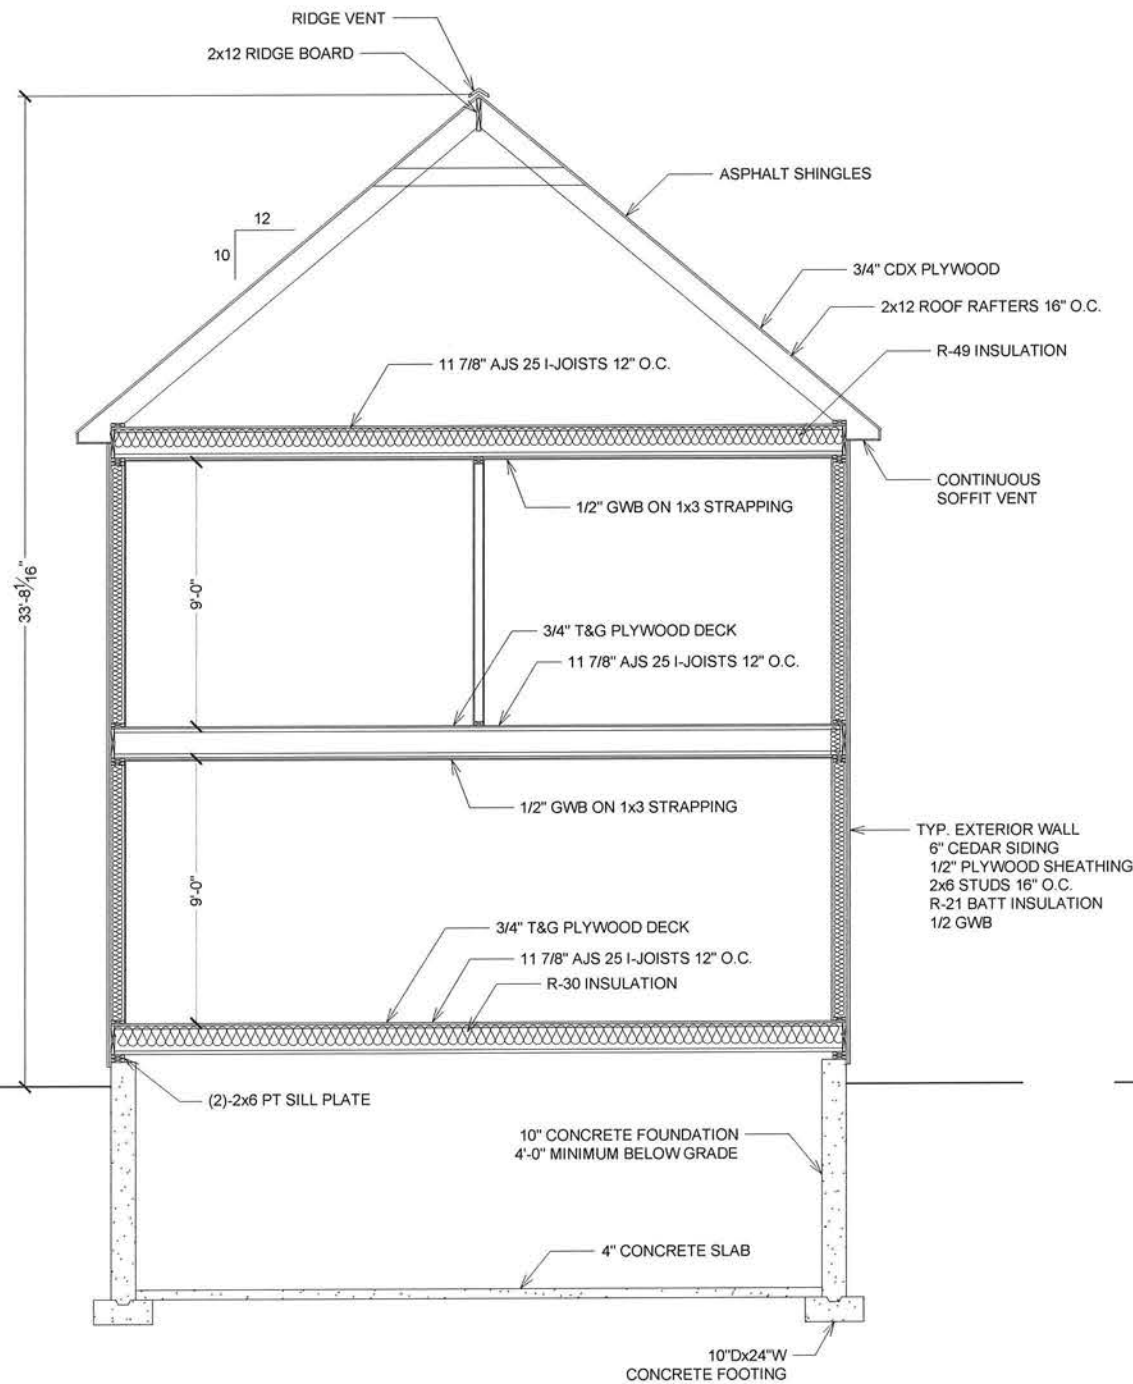 RIDGE VENT
2x12 RIDGE BOARD
ASPHALT SHINGLES
12
10
3/4" CDX PLYWOOD
2x12 ROOF RAFTERS 16" O.C.
R-49 INSULATION
11 7/8" AJS 25 I-JOISTS 12" O.C.
CONTINUOUS
SOFFIT VENT
1/2" GWB ON 1x3 STRAPPING
33'-8 1/16"
9'-0"
3/4" T&G PLYWOOD DECK
11 7/8" AJS 25 I-JOISTS 12" O.C.
1/2" GWB ON 1x3 STRAPPING
TYP. EXTERIOR WALL
6" CEDAR SIDING
1/2" PLYWOOD SHEATHING
2x6 STUDS 16" O.C.
R-21 BATT INSULATION
1/2 GWB
9'-0"
3/4" T&G PLYWOOD DECK
11 7/8" AJS 25 I-JOISTS 12" O.C.
R-30 INSULATION
(2)-2x6 PT SILL PLATE
10" CONCRETE FOUNDATION
4'-0" MINIMUM BELOW GRADE
4" CONCRETE SLAB
10"Dx24"W
CONCRETE FOOTING